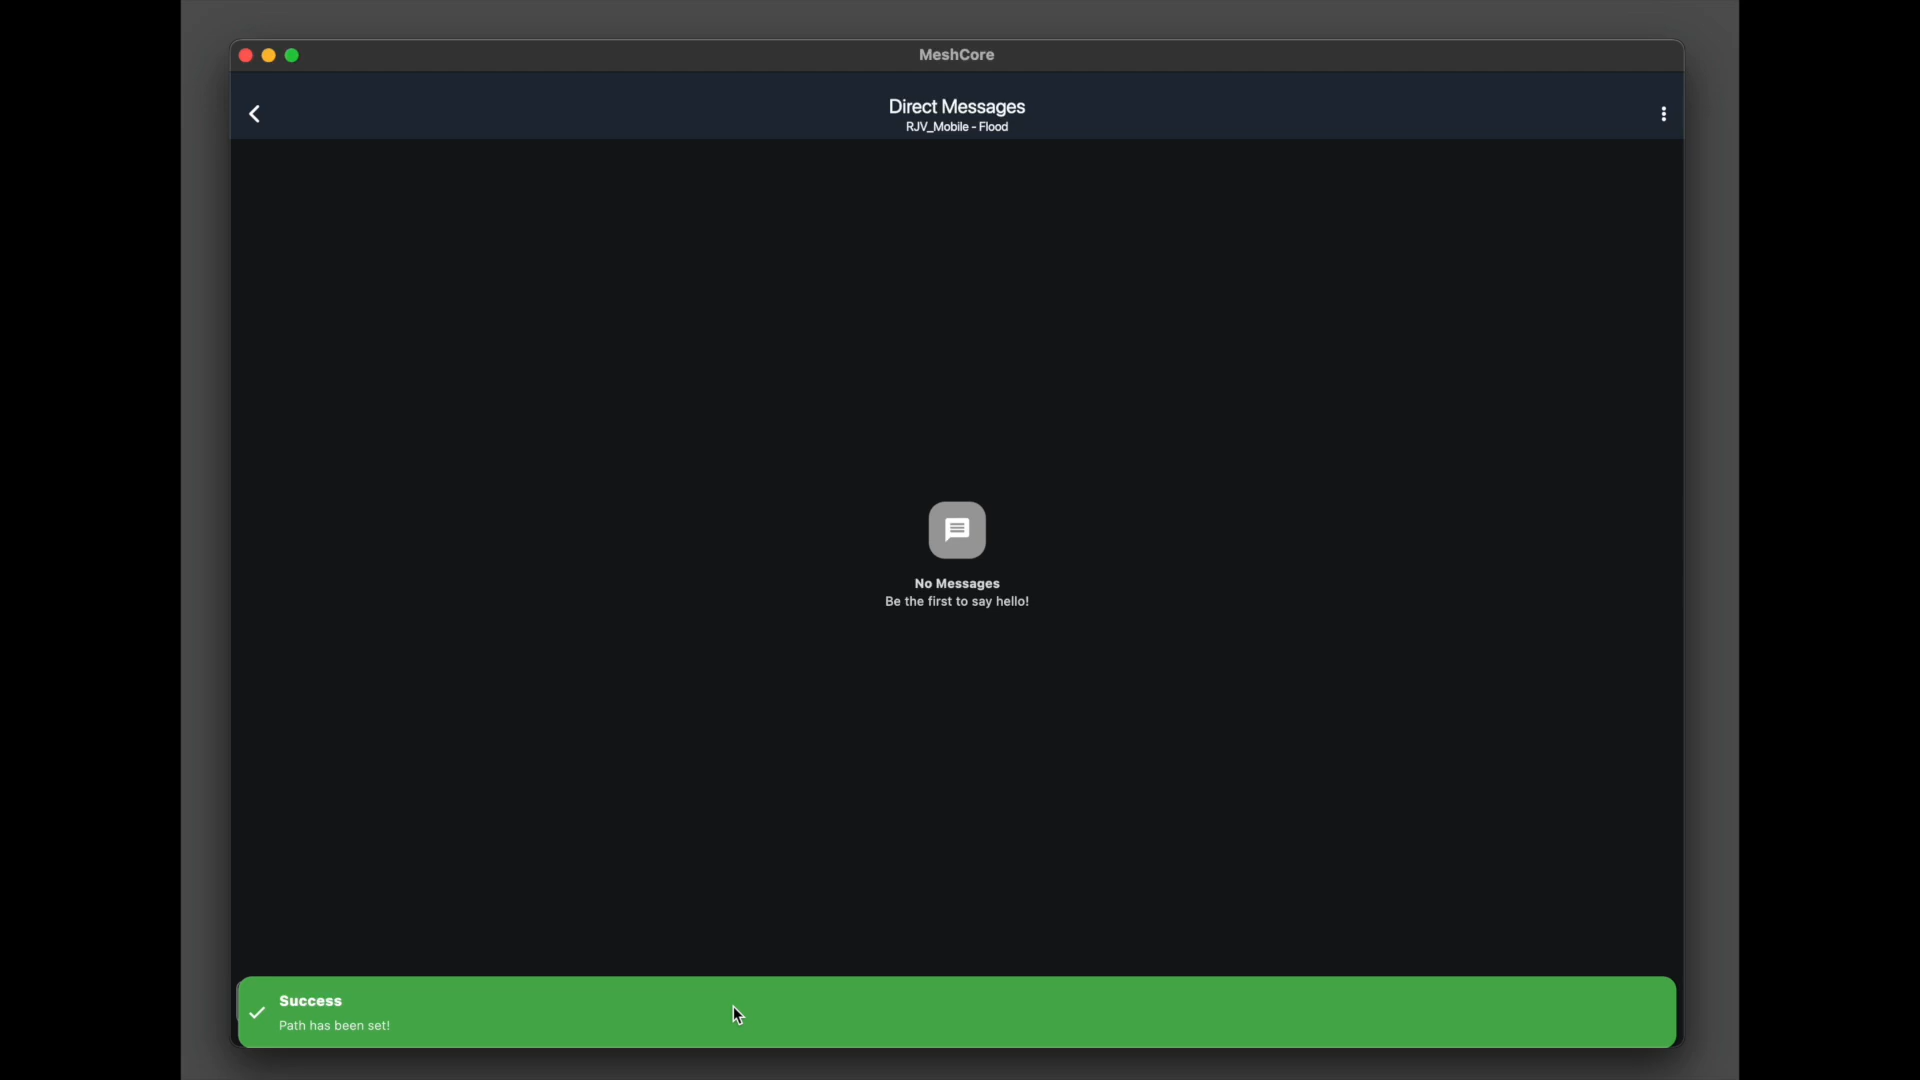 MeshCore
Direct Messages
RJV_Mobile - Flood
No Messages
Be the first to say hello!
Success
Path has been set!